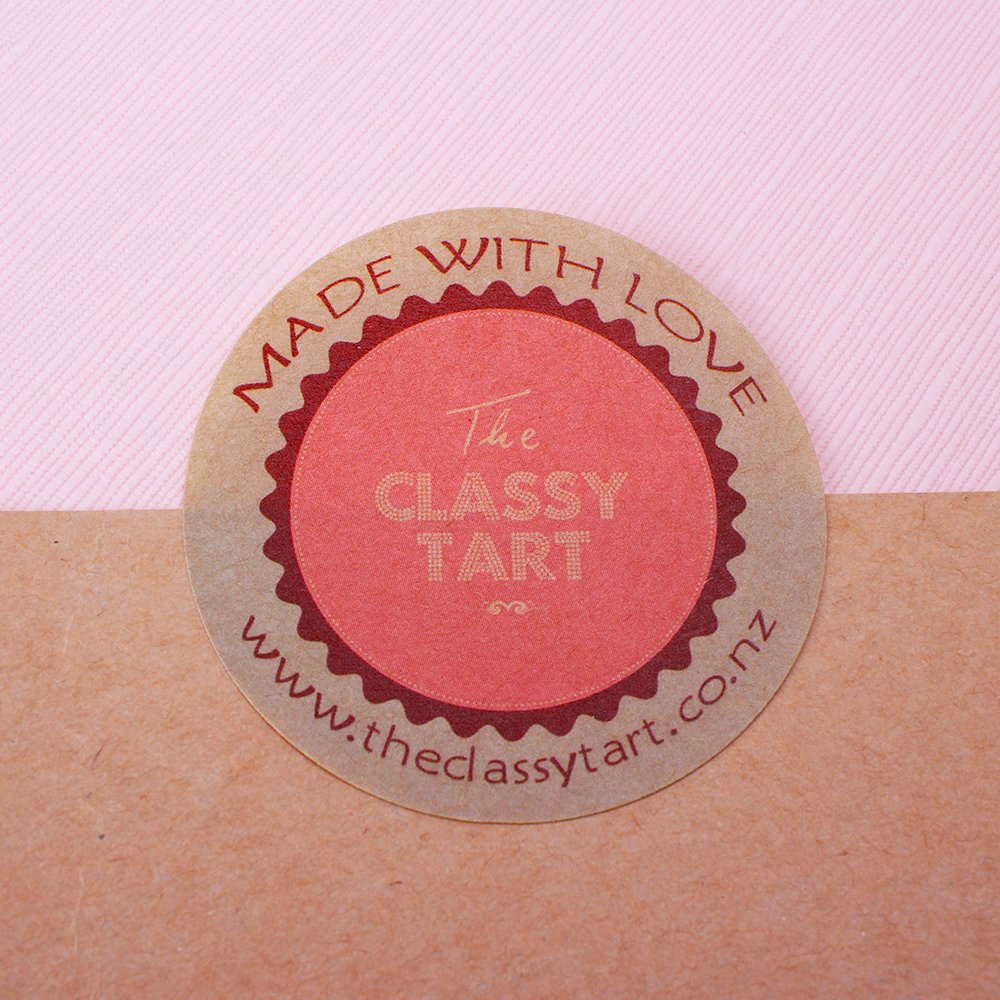 MADE WITH LOVE
The
CLASSY
TART
www.theclassytart.co.nz